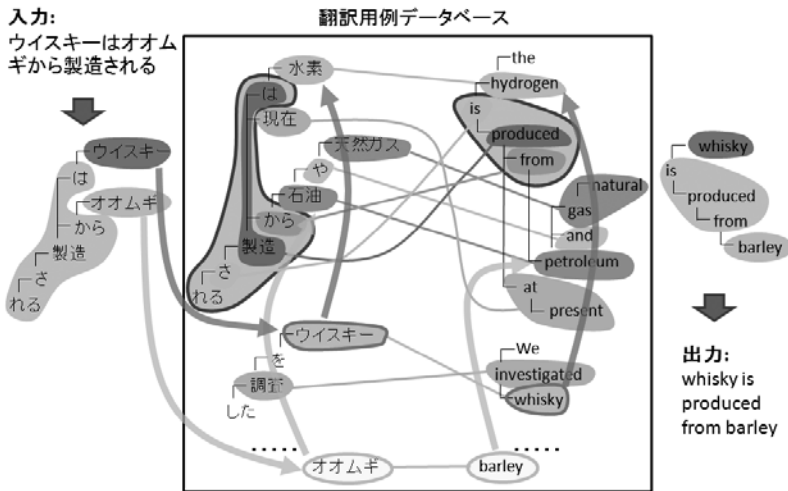 入力:
ウイスキーはオオム
ギから製造される
ウイスキー
は
オオムギ
から
製造
さ
れる
翻訳用例データベース
水素
は
現在
天然ガス
や
石油
から
製造
さ
れる
ウイスキー
を
調査
した
.....
オオムギ
the
hydrogen
is
produced
from
natural
gas
and
petroleum
at
present
We
investigated
whisky
.....
barley
whisky
is
produced
from
barley
出力:
whisky is
produced
from barley